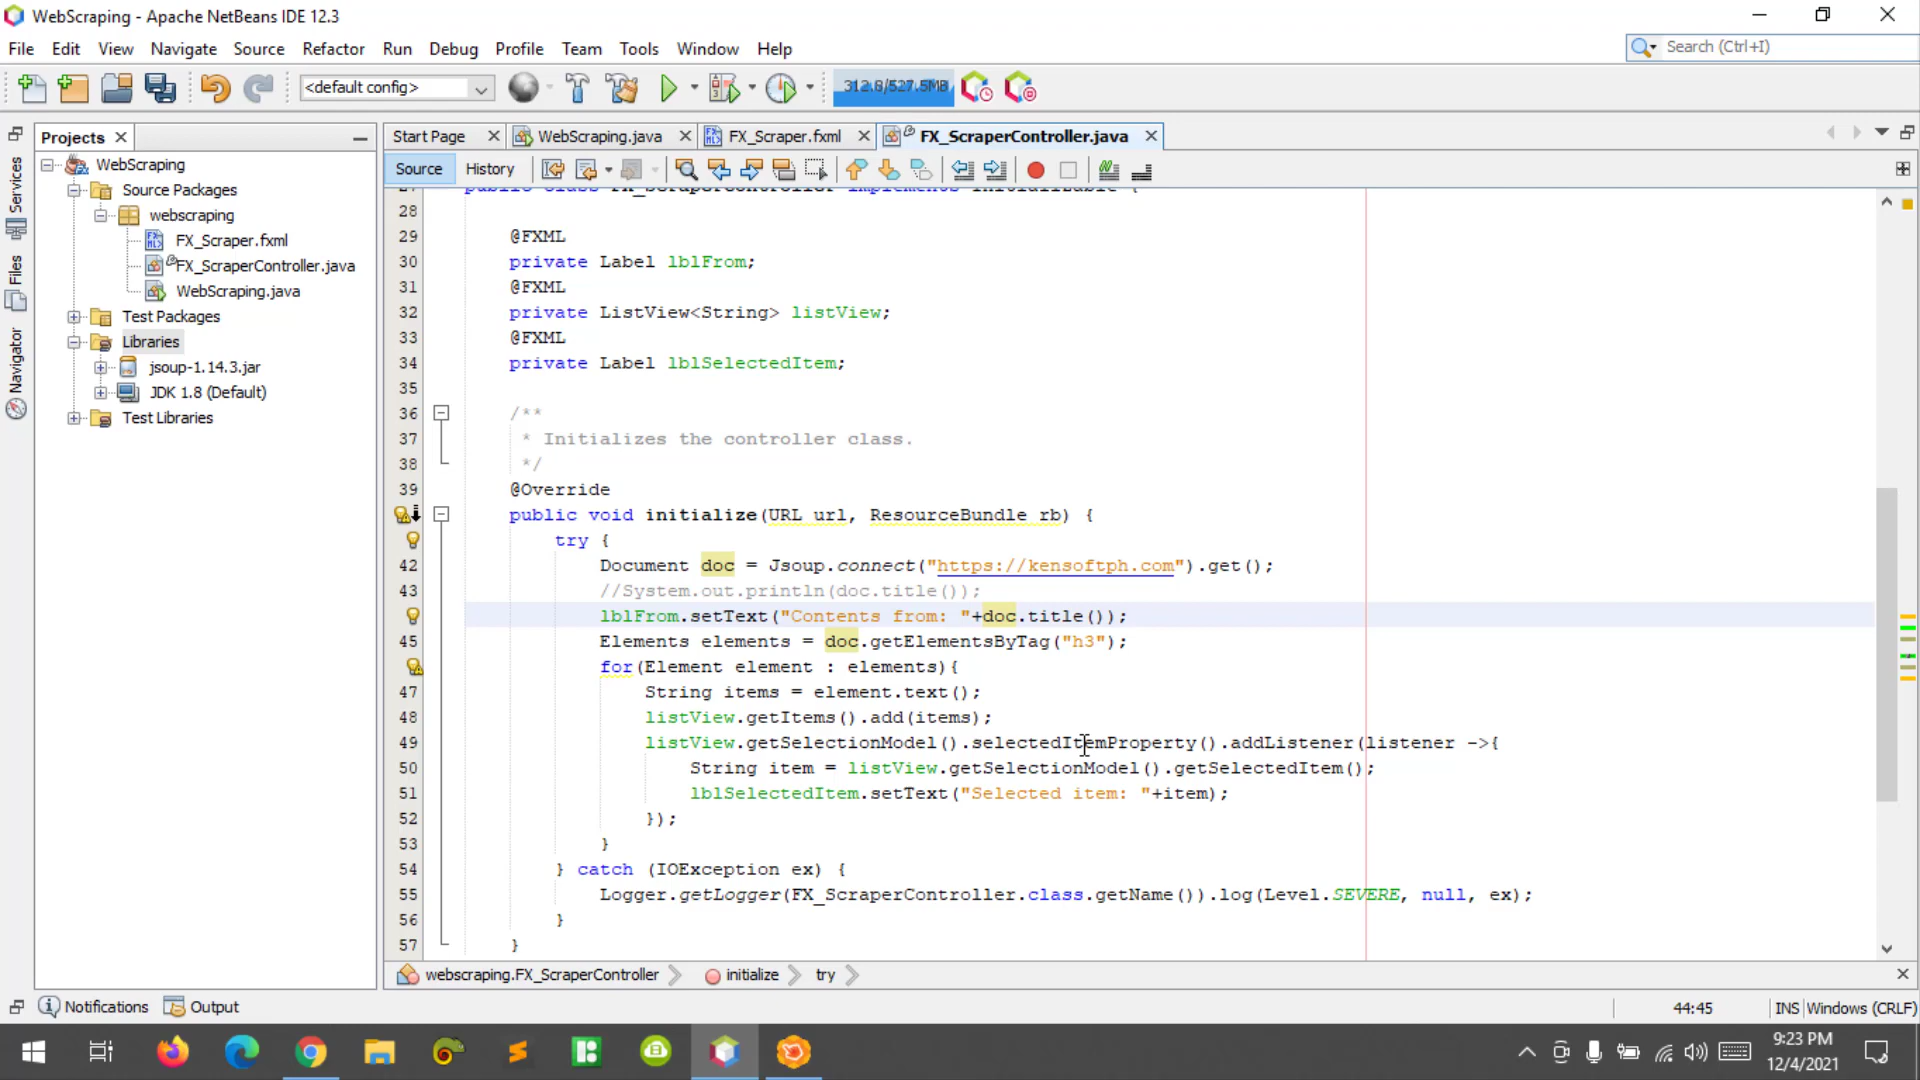 WebScraping - Apache NetBeans IDE 12.3
File Edit View Navigate Source Refactor Run Debug Profile Team Tools Window Help
Search (Ctrl+I)
<default config>
312.8/527.5MB
Projects
Start Page
WebScraping.java
FX_Scraper.fxml
FX_ScraperController.java
Source History
Services
Files
Navigator
WebScraping
Source Packages
webscraping
FX_Scraper.fxml
FX_ScraperController.java
WebScraping.java
Test Packages
Libraries
jsoup-1.14.3.jar
JDK 1.8 (Default)
Test Libraries
27 public class FX_ScraperController implements Initializable {
28
29 @FXML
30 private Label lblFrom;
31 @FXML
32 private ListView<String> listView;
33 @FXML
34 private Label lblSelectedItem;
35
36 /**
37 * Initializes the controller class.
38 */
39 @Override
public void initialize(URL url, ResourceBundle rb) {
try {
42 Document doc = Jsoup.connect("https://kensoftph.com").get();
43 //System.out.println(doc.title());
lblFrom.setText("Contents from: "+doc.title());
45 Elements elements = doc.getElementsByTag("h3");
for(Element element : elements){
47 String items = element.text();
48 listView.getItems().add(items);
49 listView.getSelectionModel().selectedItemProperty().addListener(listener ->{
50 String item = listView.getSelectionModel().getSelectedItem();
51 lblSelectedItem.setText("Selected item: "+item);
52 });
53 }
54 } catch (IOException ex) {
55 Logger.getLogger(FX_ScraperController.class.getName()).log(Level.SEVERE, null, ex);
56 }
57 }
webscraping.FX_ScraperController
initialize
try
Notifications
Output
44:45
INS
Windows (CRLF)
9:23 PM
12/4/2021